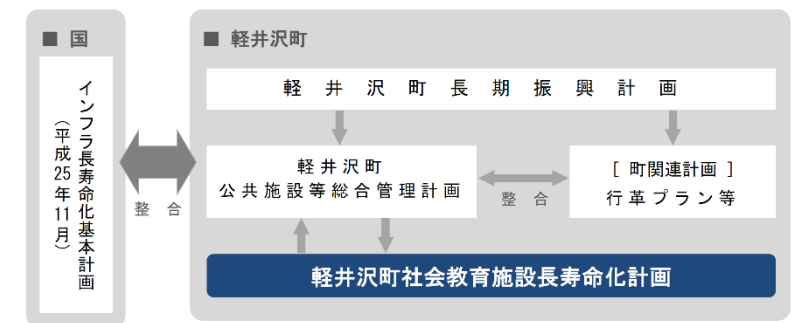 ■ 国
インフラ長寿命化基本計画
（平成25年11月）
整 合
■ 軽井沢町
軽井沢町長期振興計画
軽井沢町
公共施設等総合管理計画
整 合
[ 町関連計画 ]
行革プラン等
軽井沢町社会教育施設長寿命化計画